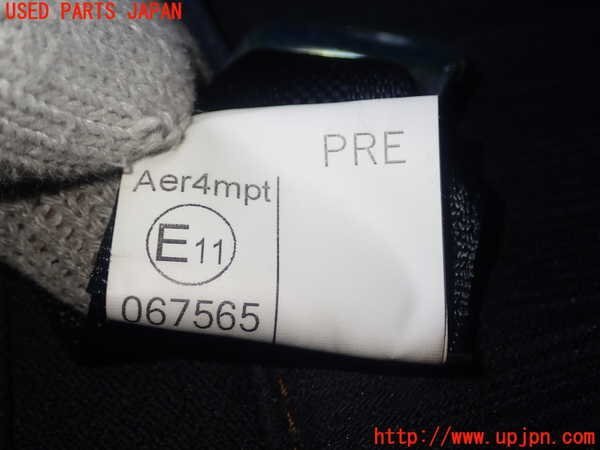 USED PARTS JAPAN
PRE
Aer4mpt
E11
067565
http://www.upjpn.com/